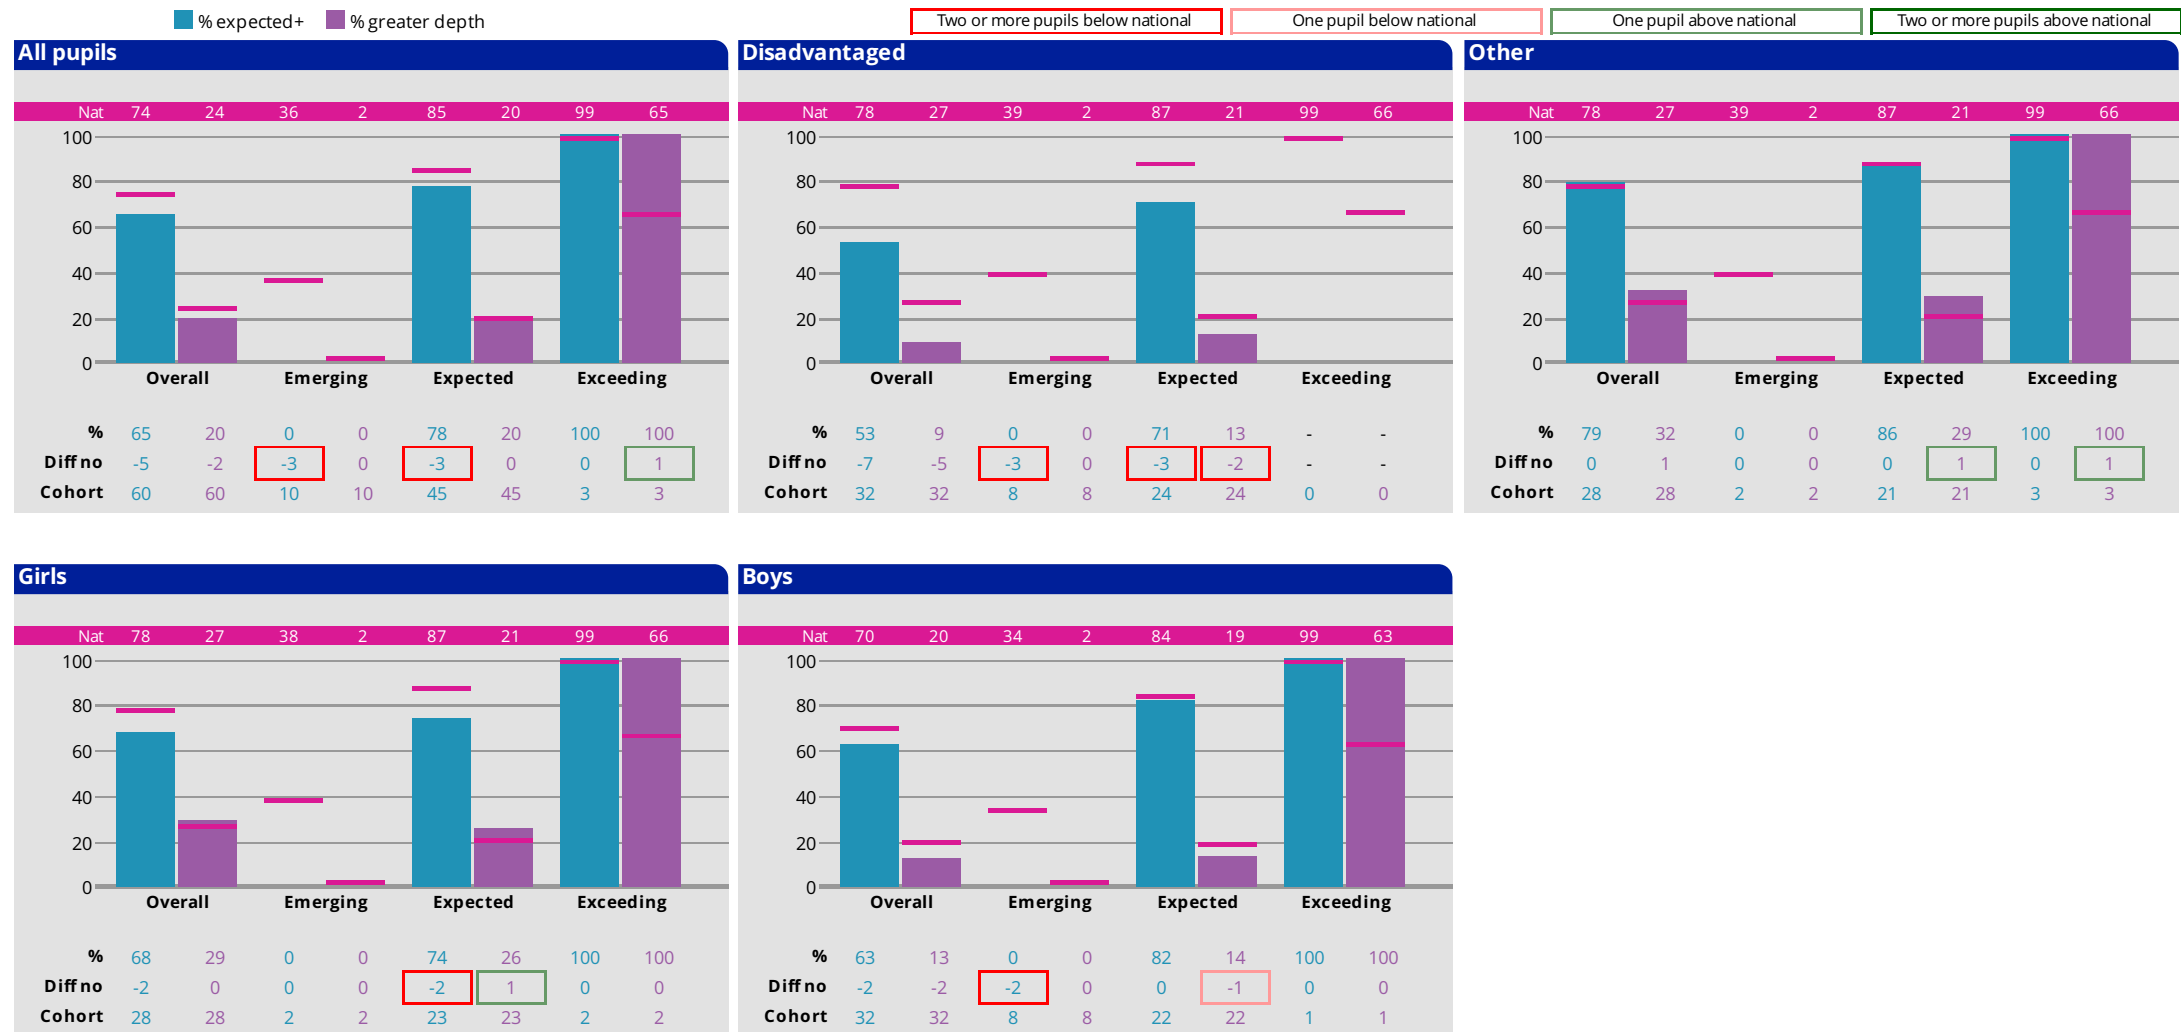 % expected+ % greater depth Two or more pupils below national One pupil below national One pupil above national Two or more pupils above national
All pupils
Nat 74 24 36 2 85 20 99 65
100
80
60
40
20
0
Overall Emerging Expected Exceeding
% 65 20 0 0 78 20 100 100
Diff no -5 -2 -3 0 -3 0 0 1
Cohort 60 60 10 10 45 45 3 3
Disadvantaged
Nat 78 27 39 2 87 21 99 66
100
80
60
40
20
0
Overall Emerging Expected Exceeding
% 53 9 0 0 71 13 - -
Diff no -7 -5 -3 0 -3 -2 - -
Cohort 32 32 8 8 24 24 0 0
Other
Nat 78 27 39 2 87 21 99 66
100
80
60
40
20
0
Overall Emerging Expected Exceeding
% 79 32 0 0 86 29 100 100
Diff no 0 1 0 0 0 1 0 1
Cohort 28 28 2 2 21 21 3 3
Girls
Nat 78 27 38 2 87 21 99 66
100
80
60
40
20
0
Overall Emerging Expected Exceeding
% 68 29 0 0 74 26 100 100
Diff no -2 0 0 0 -2 1 0 0
Cohort 28 28 2 2 23 23 2 2
Boys
Nat 70 20 34 2 84 19 99 63
100
80
60
40
20
0
Overall Emerging Expected Exceeding
% 63 13 0 0 82 14 100 100
Diff no -2 -2 -2 0 0 -1 0 0
Cohort 32 32 8 8 22 22 1 1